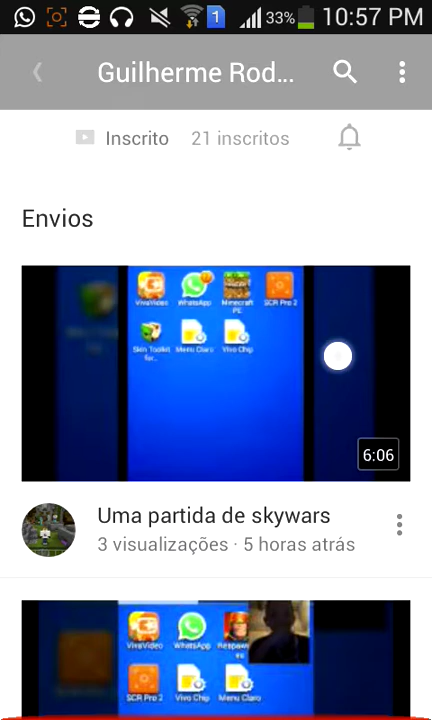 1 33% 10:57 PM
Guilherme Rod...
Inscrito 21 inscritos
Envios
VivaVideo WhatsApp Minecraft PE SCR Pro 2
Skin Toolkit for... Menu Claro Vivo Chip
6:06
Uma partida de skywars
3 visualizações · 5 horas atrás
VivaVideo WhatsApp
SCR Pro 2 Vivo Chip Menu Claro